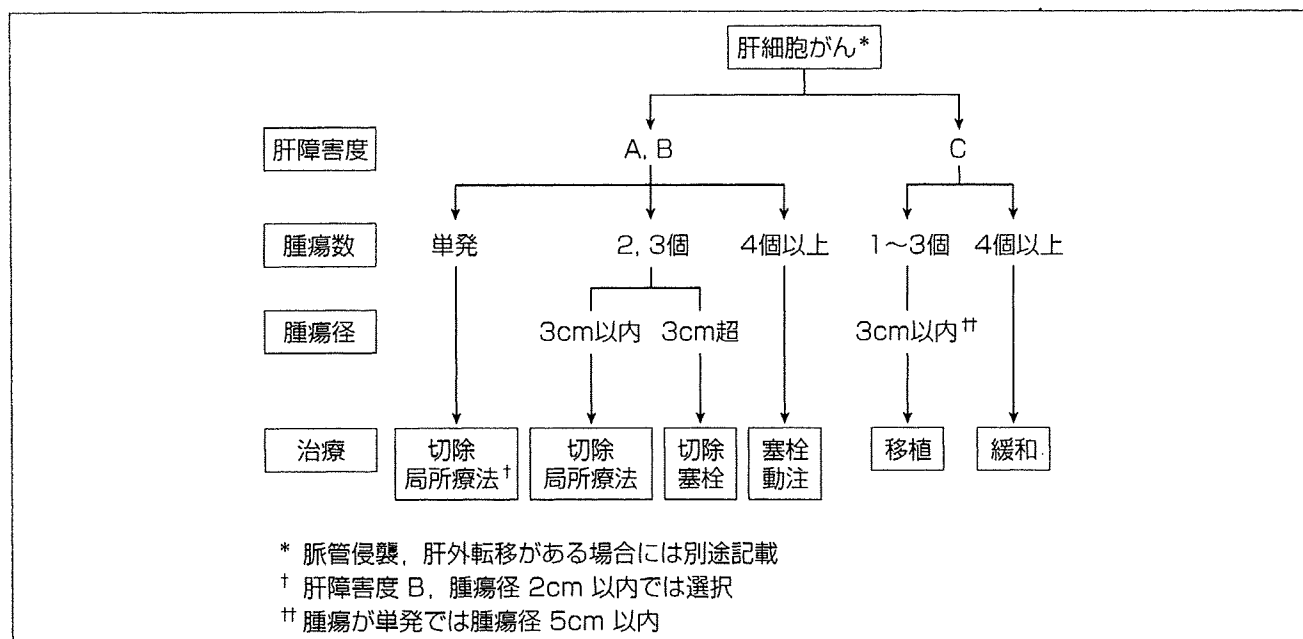 肝細胞がん*
肝障害度 A, B C
腫瘍数 単発 2, 3個 4個以上 1～3個 4個以上
腫瘍径 3cm以内 3cm超 3cm以内††
治療 切除 切除 切除 塞栓 移植 緩和
局所療法† 局所療法 塞栓 動注
* 脈管侵襲，肝外転移がある場合には別途記載
† 肝障害度 B，腫瘍径 2cm 以内では選択
†† 腫瘍が単発では腫瘍径 5cm 以内